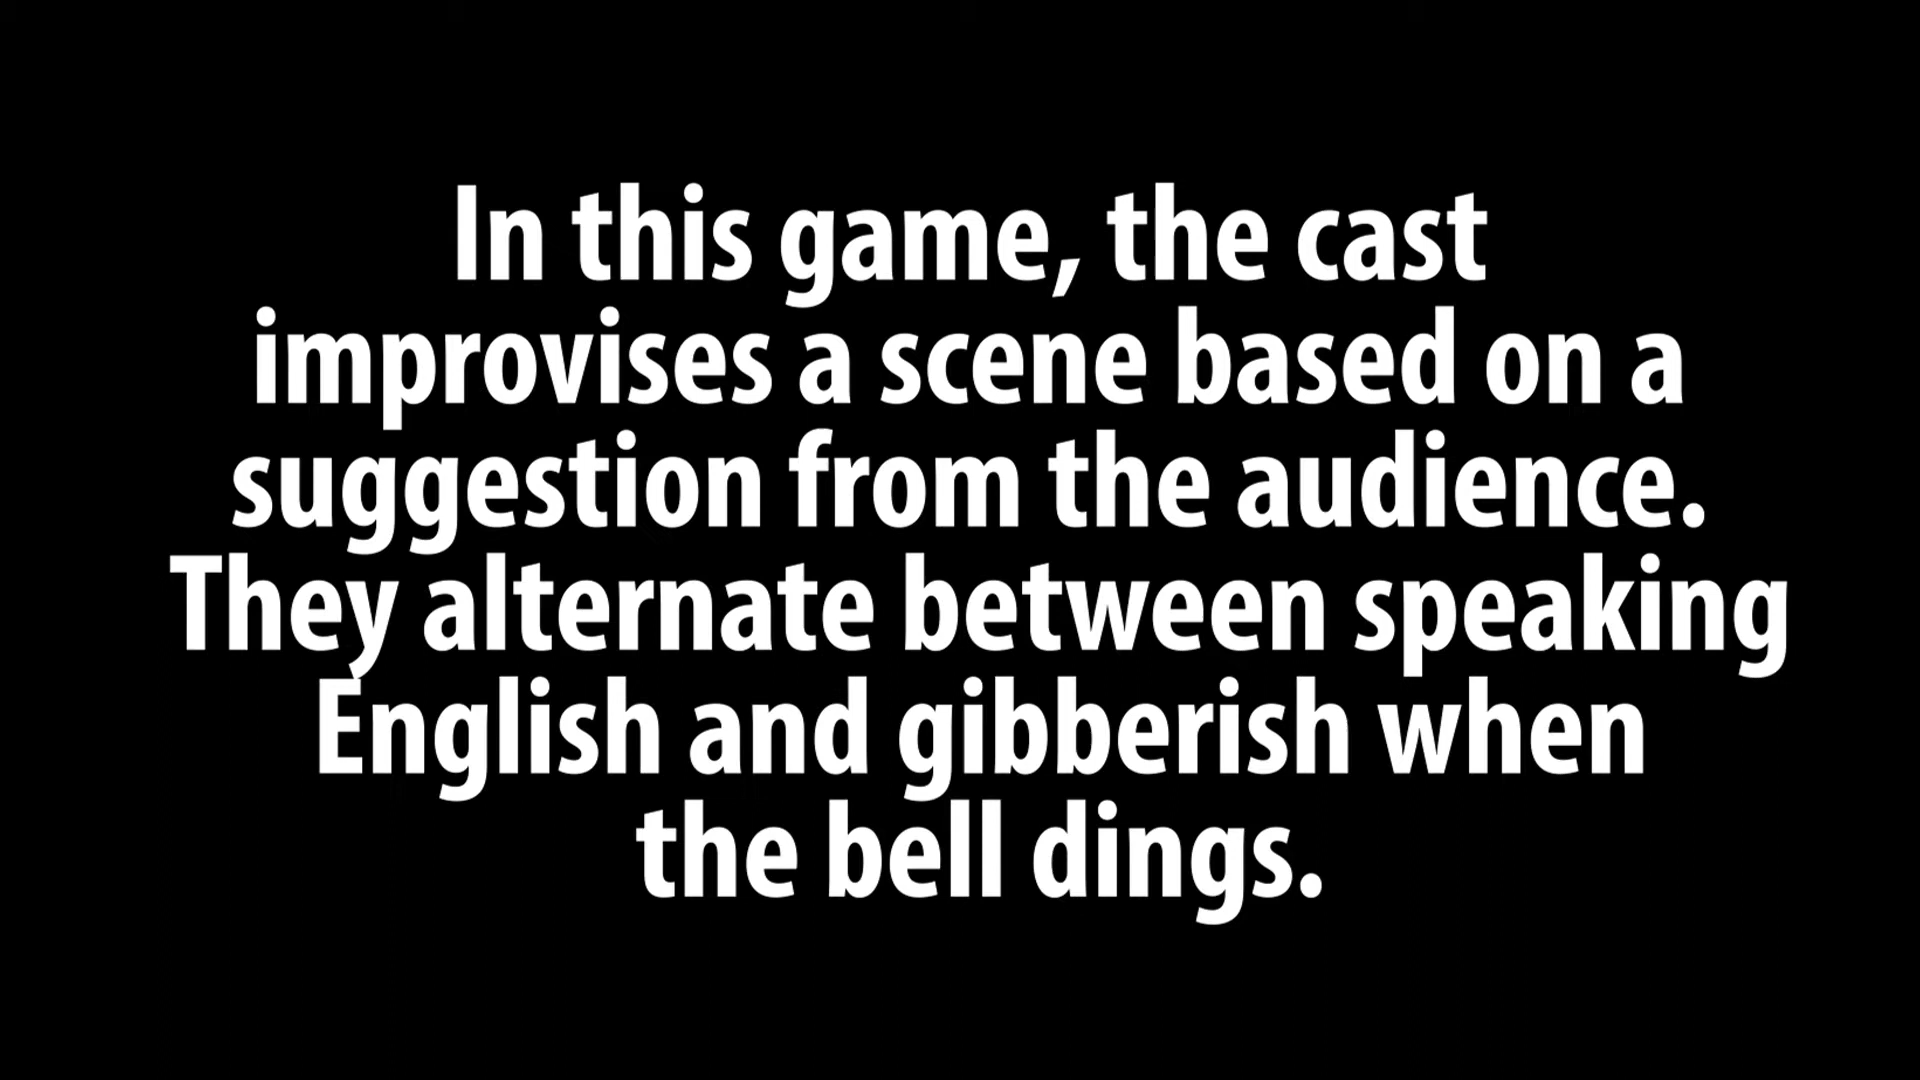 In this game, the cast
improvises a scene based on a
suggestion from the audience.
They alternate between speaking
English and gibberish when
the bell dings.